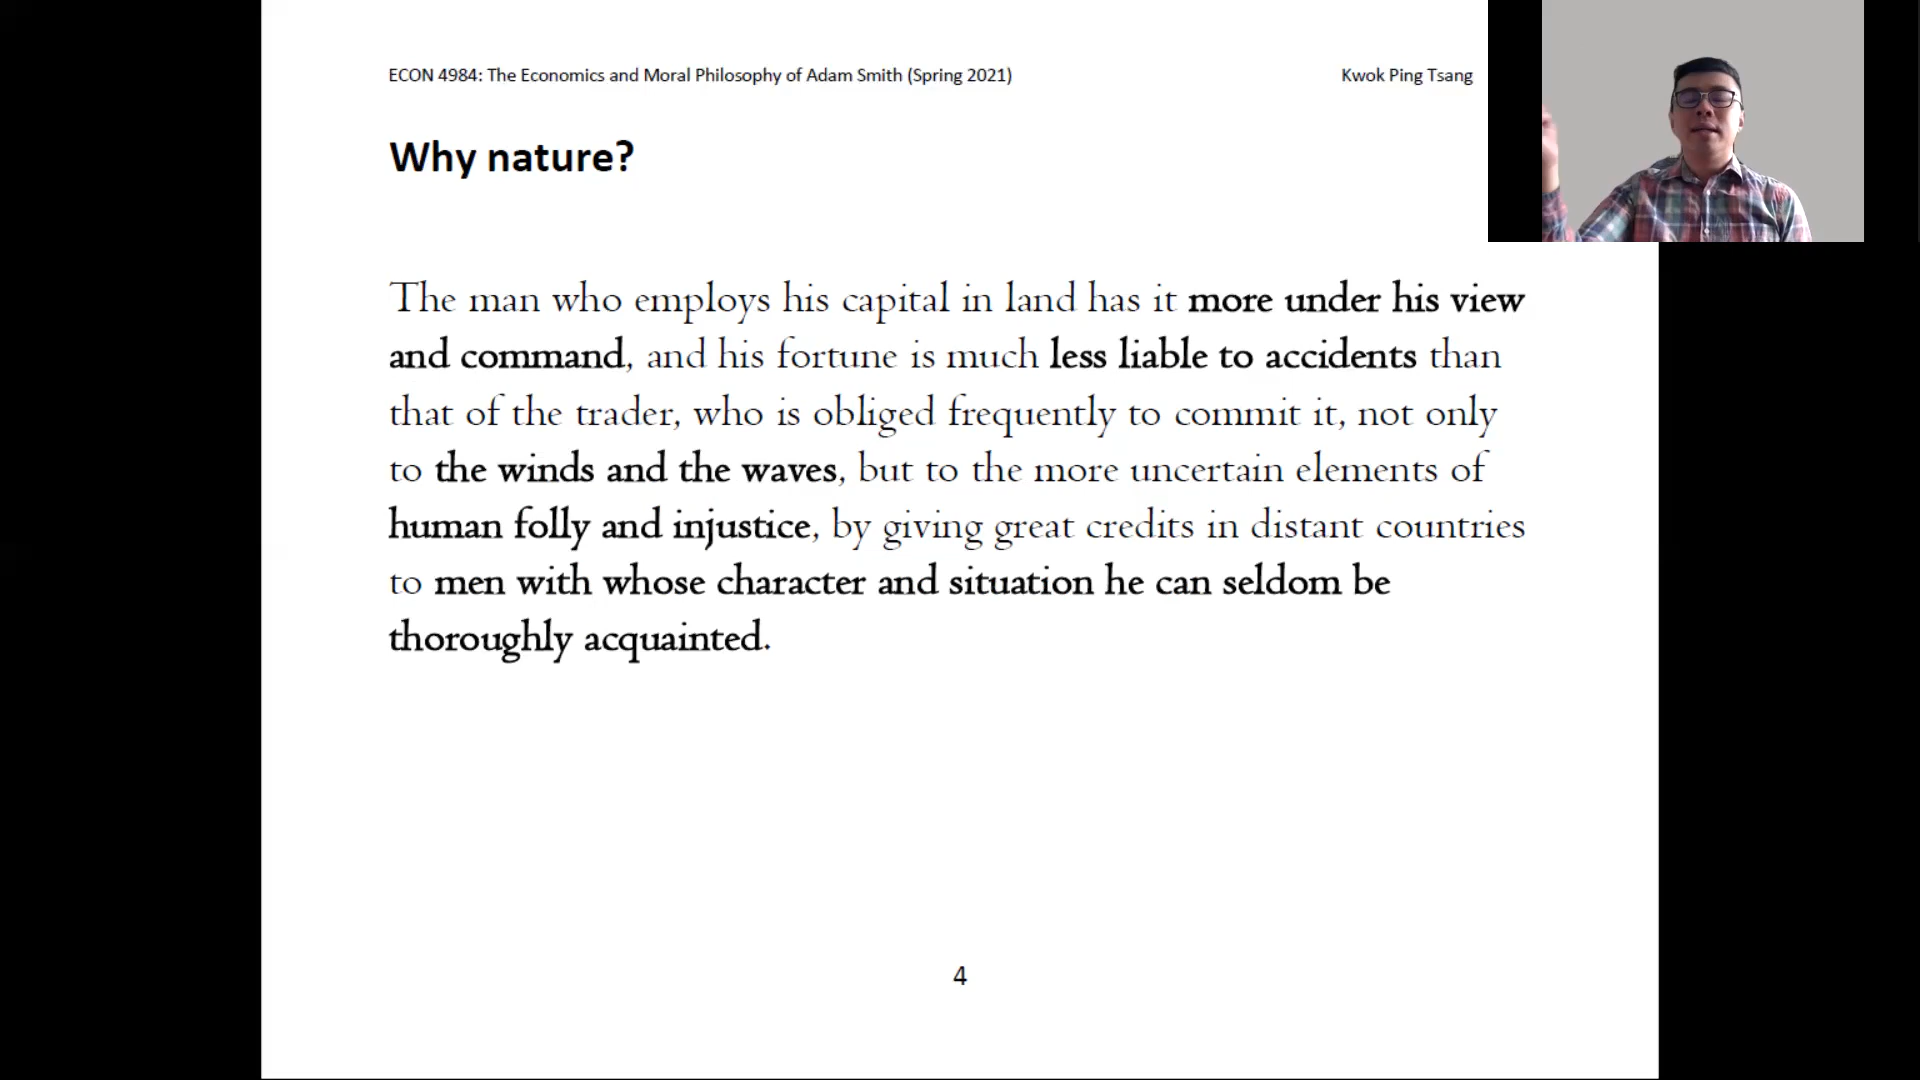 ECON 4984: The Economics and Moral Philosophy of Adam Smith (Spring 2021)
Kwok Ping Tsang
Why nature?
The man who employs his capital in land has it more under his view
and command, and his fortune is much less liable to accidents than
that of the trader, who is obliged frequently to commit it, not only
to the winds and the waves, but to the more uncertain elements of
human folly and injustice, by giving great credits in distant countries
to men with whose character and situation he can seldom be
thoroughly acquainted.
4